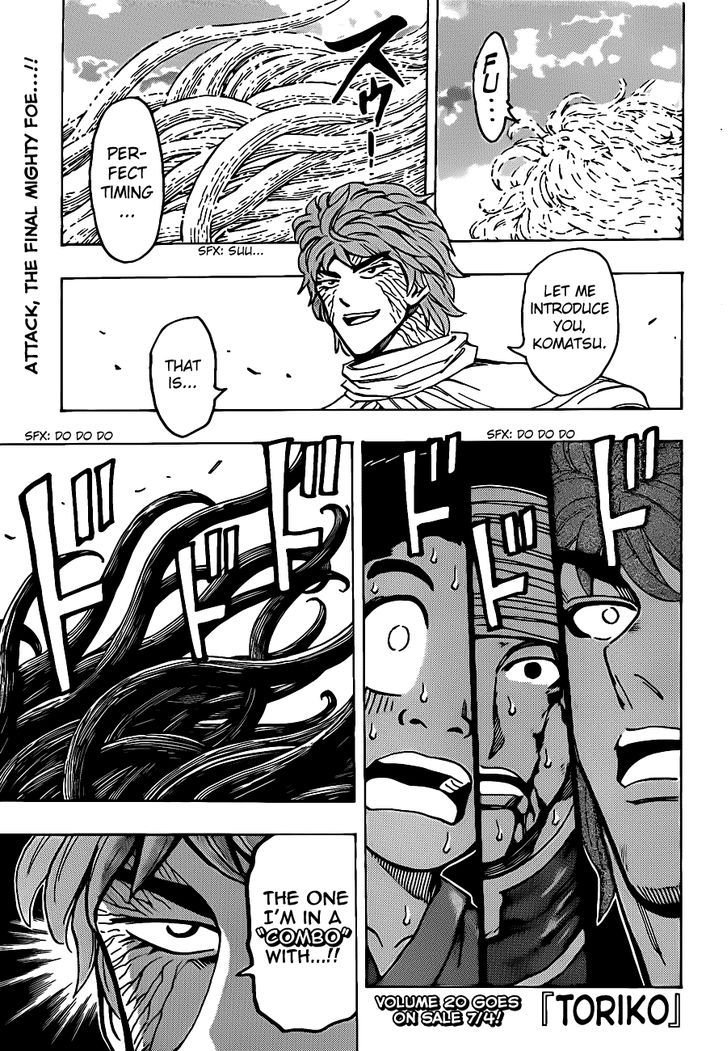 FU...
スゥー
PER-
FECT
TIMING
...
SFX: SUU...
ATTACK, THE FINAL MIGHTY FOE...!!
LET ME
INTRODUCE
YOU,
KOMATSU.
THAT
IS...
SFX: DO DO DO
ド ド ド
SFX: DO DO DO
ド ド ド
THE ONE
I'M IN A
"COMBO"
WITH...!!
VOLUME 20 GOES
ON SALE 7/4!
『TORIKO』